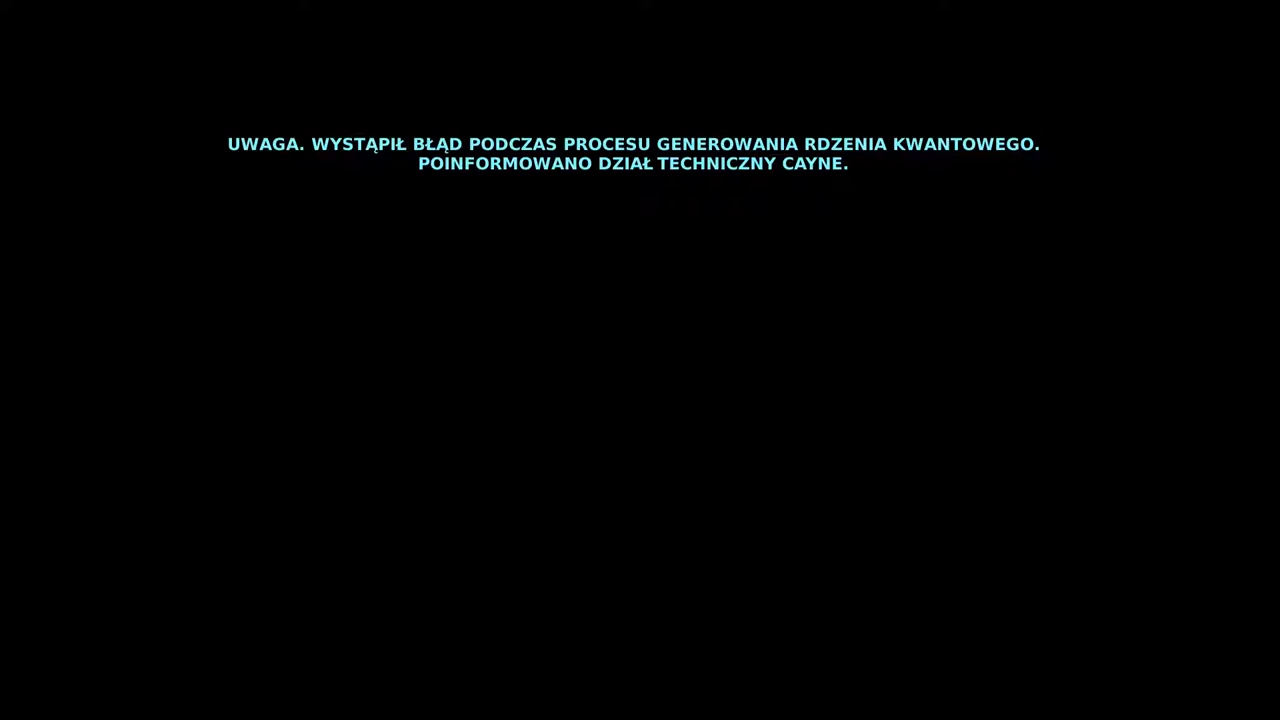 UWAGA. WYSTĄPIŁ BŁĄD PODCZAS PROCESU GENEROWANIA RDZENIA KWANTOWEGO.
POINFORMOWANO DZIAŁ TECHNICZNY CAYNE.